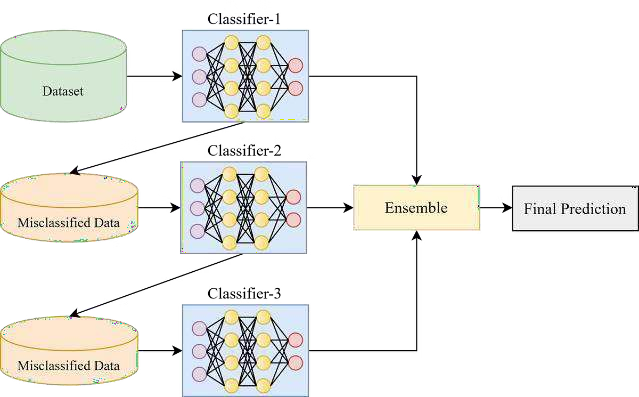 Classifier-1
Dataset
Classifier-2
Misclassified Data
Ensemble
Final Prediction
Classifier-3
Misclassified Data